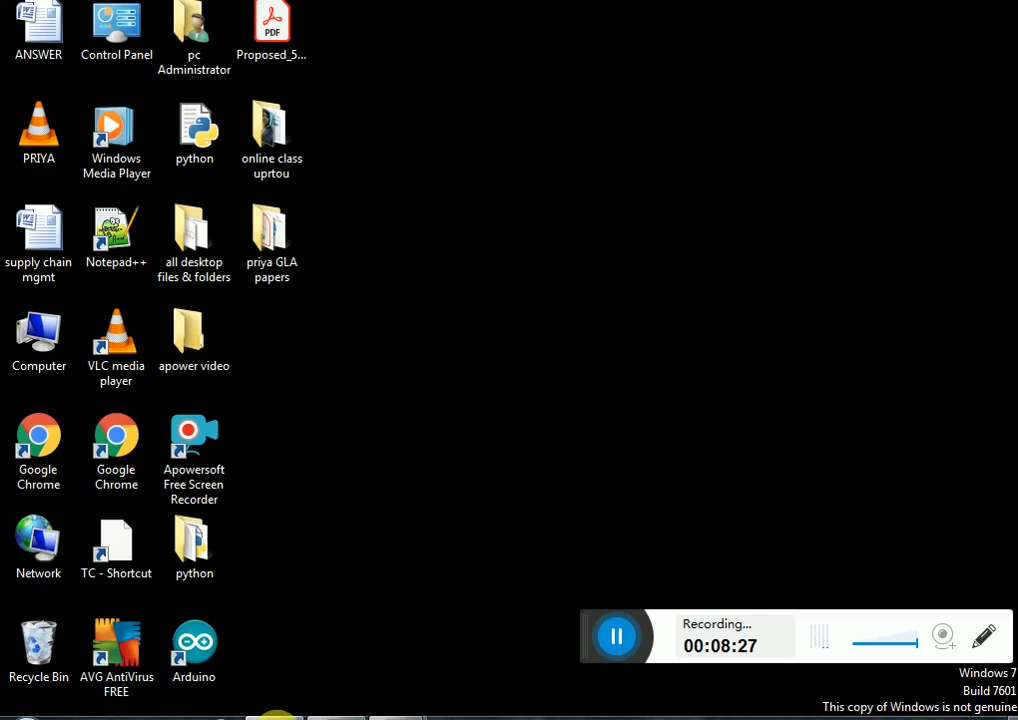 ANSWER
Control Panel
pc
Administrator
PDF
Proposed_5...
PRIYA
Windows
Media Player
python
online class
uprtou
supply chain
mgmt
Notepad++
all desktop
files & folders
priya GLA
papers
Computer
VLC media
player
apower video
Google
Chrome
Google
Chrome
Apowersoft
Free Screen
Recorder
Network
TC - Shortcut
python
Recycle Bin
AVG AntiVirus
FREE
Arduino
Recording...
00:08:27
Windows 7
Build 7601
This copy of Windows is not genuine